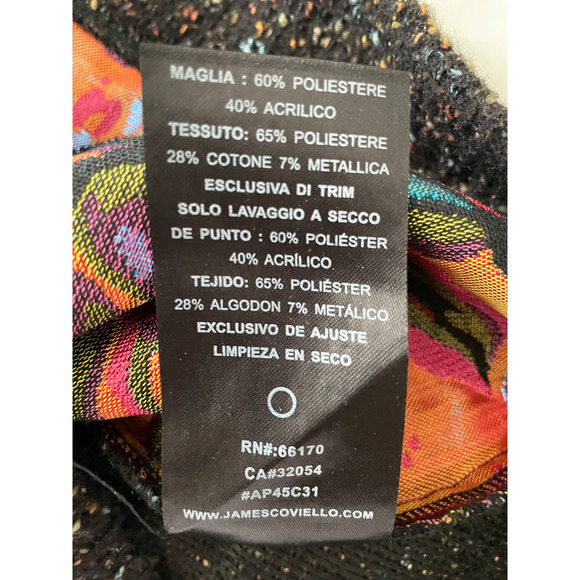 MAGLIA : 60% POLIESTERE
40% ACRILICO
TESSUTO: 65% POLIESTERE
28% COTONE 7% METALLICA
ESCLUSIVA DI TRIM
SOLO LAVAGGIO A SECCO
DE PUNTO : 60% POLIÉSTER
40% ACRÍLICO
TEJIDO: 65% POLIÉSTER
28% ALGODON 7% METÁLICO
EXCLUSIVO DE AJUSTE
LIMPIEZA EN SECO
RN#:66170
CA#32054
#AP45C31
WWW.JAMESCOVIELLO.COM